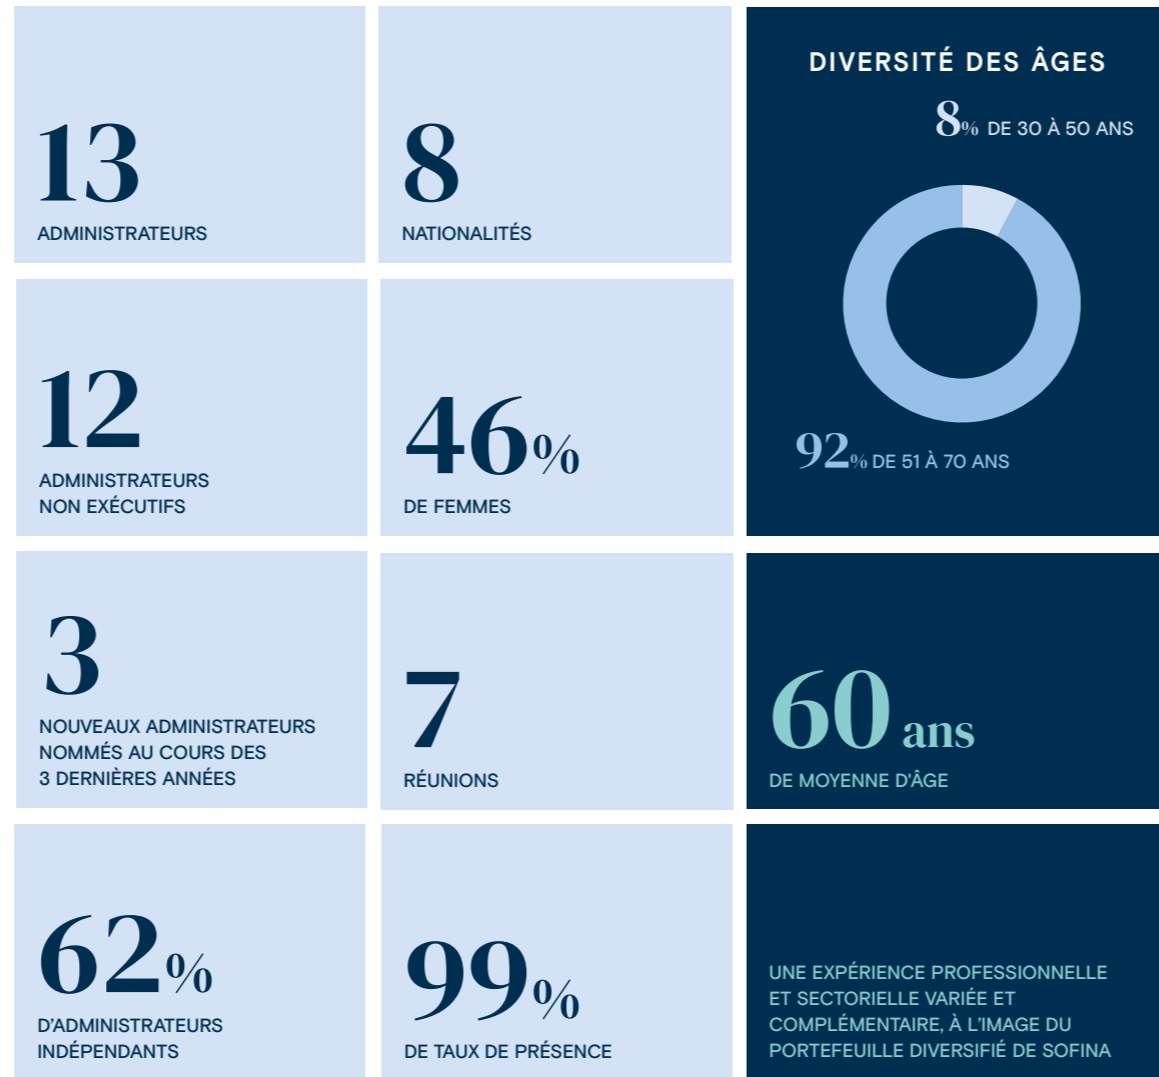 13
ADMINISTRATEURS
8
NATIONALITÉS
DIVERSITÉ DES ÂGES
8% DE 30 À 50 ANS
92% DE 51 À 70 ANS
12
ADMINISTRATEURS
NON EXÉCUTIFS
46%
DE FEMMES
3
NOUVEAUX ADMINISTRATEURS
NOMMÉS AU COURS DES
3 DERNIÈRES ANNÉES
7
RÉUNIONS
60 ans
DE MOYENNE D'ÂGE
62%
D'ADMINISTRATEURS
INDÉPENDANTS
99%
DE TAUX DE PRÉSENCE
UNE EXPÉRIENCE PROFESSIONNELLE
ET SECTORIELLE VARIÉE ET
COMPLÉMENTAIRE, À L'IMAGE DU
PORTEFEUILLE DIVERSIFIÉ DE SOFINA